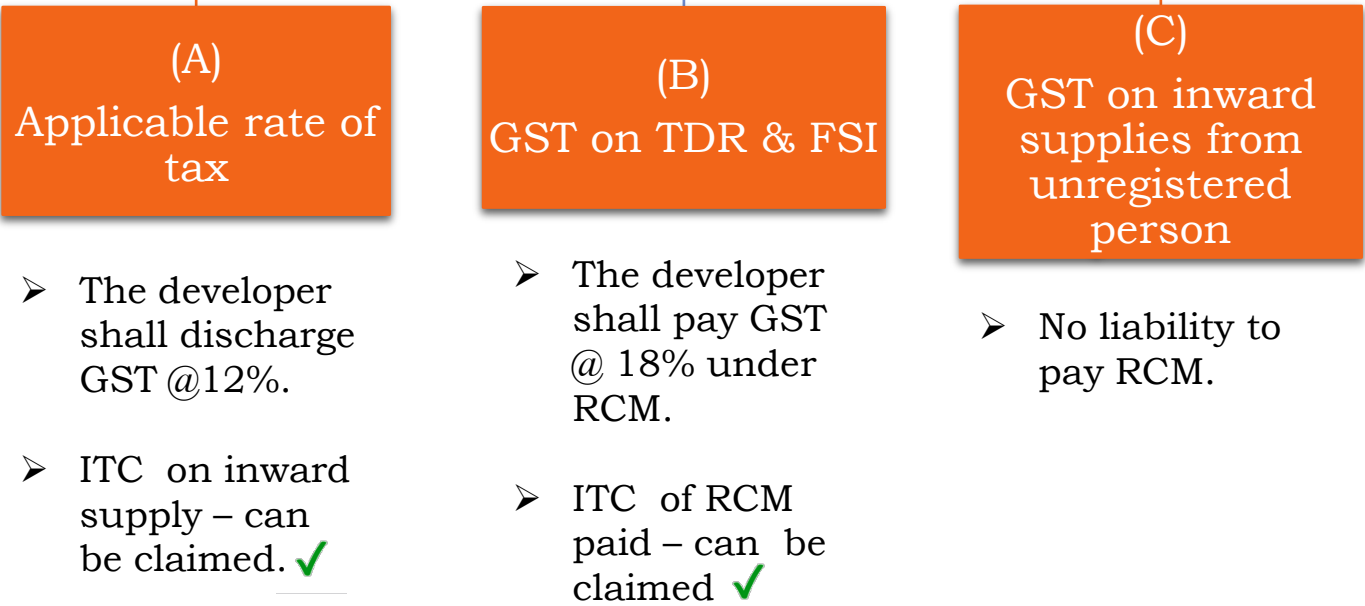 (A)
Applicable rate of
tax
➢ The developer
shall discharge
GST @12%.
➢ ITC on inward
supply – can
be claimed. ✓
(B)
GST on TDR & FSI
➢ The developer
shall pay GST
@ 18% under
RCM.
➢ ITC of RCM
paid – can be
claimed ✓
(C)
GST on inward
supplies from
unregistered
person
➢ No liability to
pay RCM.